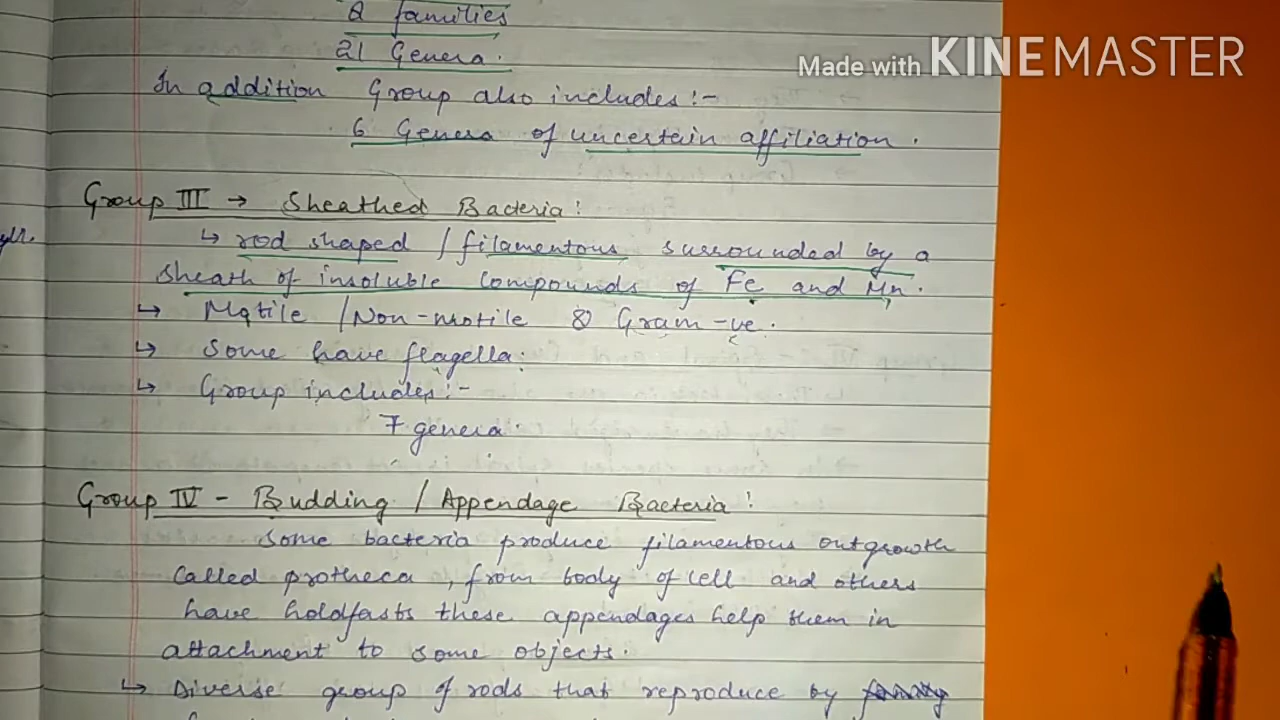 2 families
21 Genera.
Made with KINEMASTER
In addition Group also includes :-
6 Genera of uncertain affiliation.
Group III → Sheathed Bacteria:
↳ rod shaped / filamentous surrounded by a
sheath of insoluble compounds of Fe and Mn.
↳ Motile / Non-motile & Gram -ve.
↳ Some have flagella.
↳ Group includes :-
7 genera.
Group IV - Budding / Appendage Bacteria:
Some bacteria produce filamentous outgrowth
called protheca, from body of cell and others
have holdfasts these appendages help them in
attachment to some objects.
↳ Diverse group of rods that reproduce by